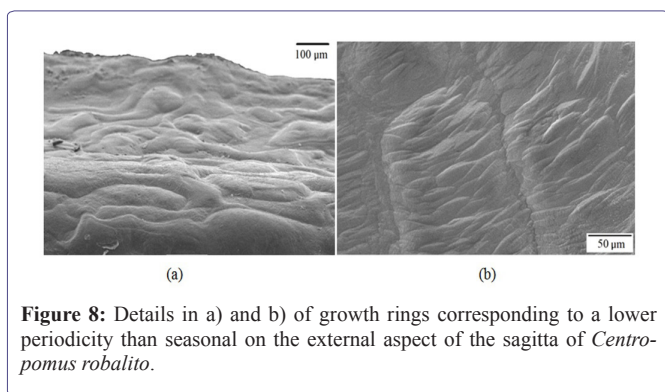 100 μm
50 μm
(a)
(b)
Figure 8: Details in a) and b) of growth rings corresponding to a lower
periodicity than seasonal on the external aspect of the sagitta of Centro-
pomus robalito.